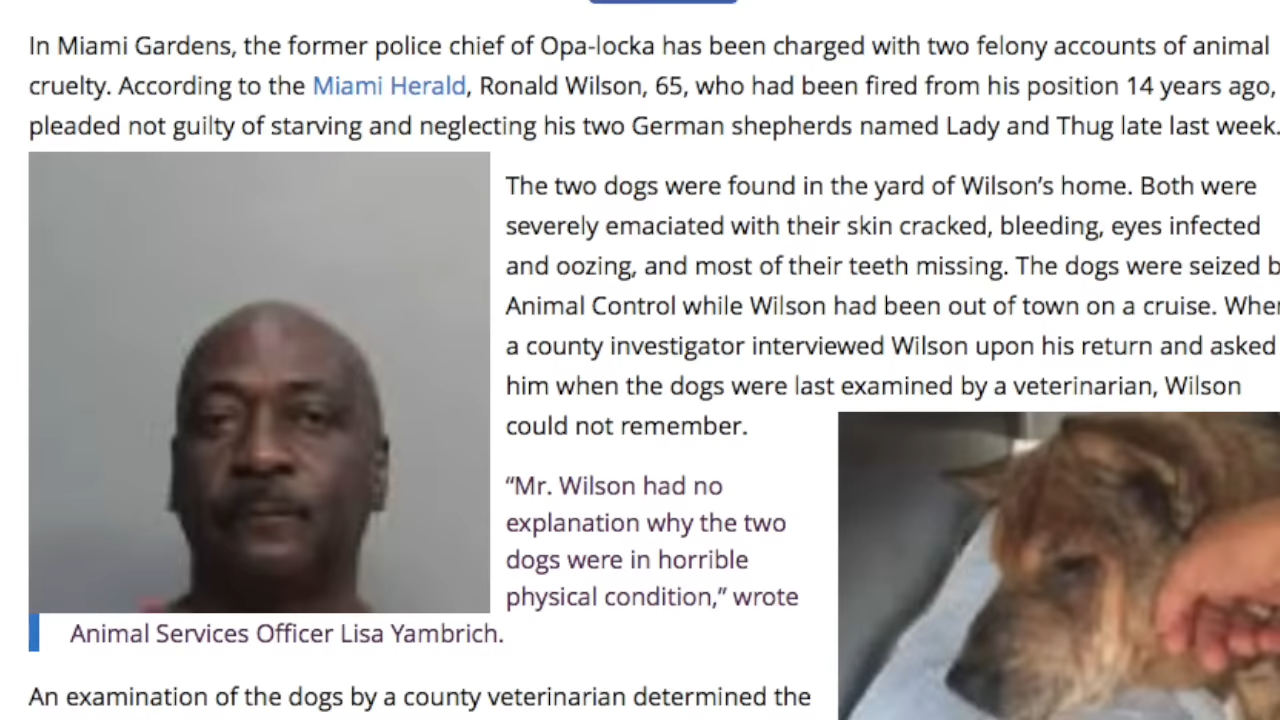 In Miami Gardens, the former police chief of Opa-locka has been charged with two felony accounts of animal
cruelty. According to the Miami Herald, Ronald Wilson, 65, who had been fired from his position 14 years ago,
pleaded not guilty of starving and neglecting his two German shepherds named Lady and Thug late last week.
The two dogs were found in the yard of Wilson’s home. Both were
severely emaciated with their skin cracked, bleeding, eyes infected
and oozing, and most of their teeth missing. The dogs were seized
Animal Control while Wilson had been out of town on a cruise.
a county investigator interviewed Wilson upon his return and asked
him when the dogs were last examined by a veterinarian, Wilson
could not remember.
“Mr. Wilson had no
explanation why the two
dogs were in horrible
physical condition,” wrote
Animal Services Officer Lisa Yambrich.
An examination of the dogs by a county veterinarian determined the